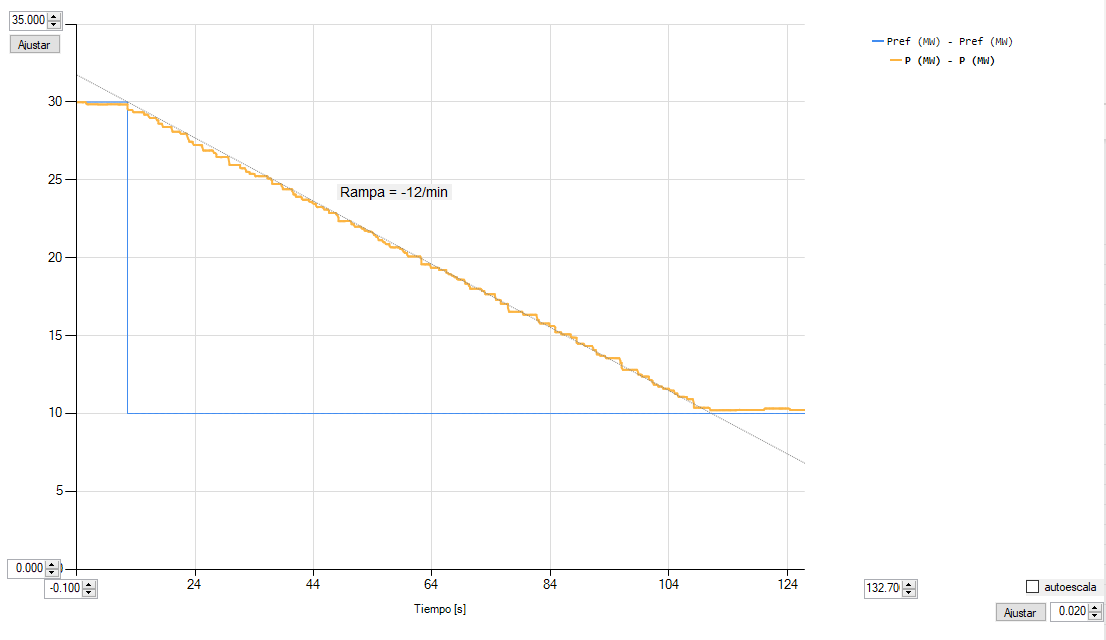 35.000
Ajustar
Pref (MW) - Pref (MW)
P (MW) - P (MW)
30
25
Rampa = -12/min
20
15
10
5
0.000
0
-0.100
24
44
64
84
104
124
132.70
autoescala
Tiempo [s]
Ajustar
0.020